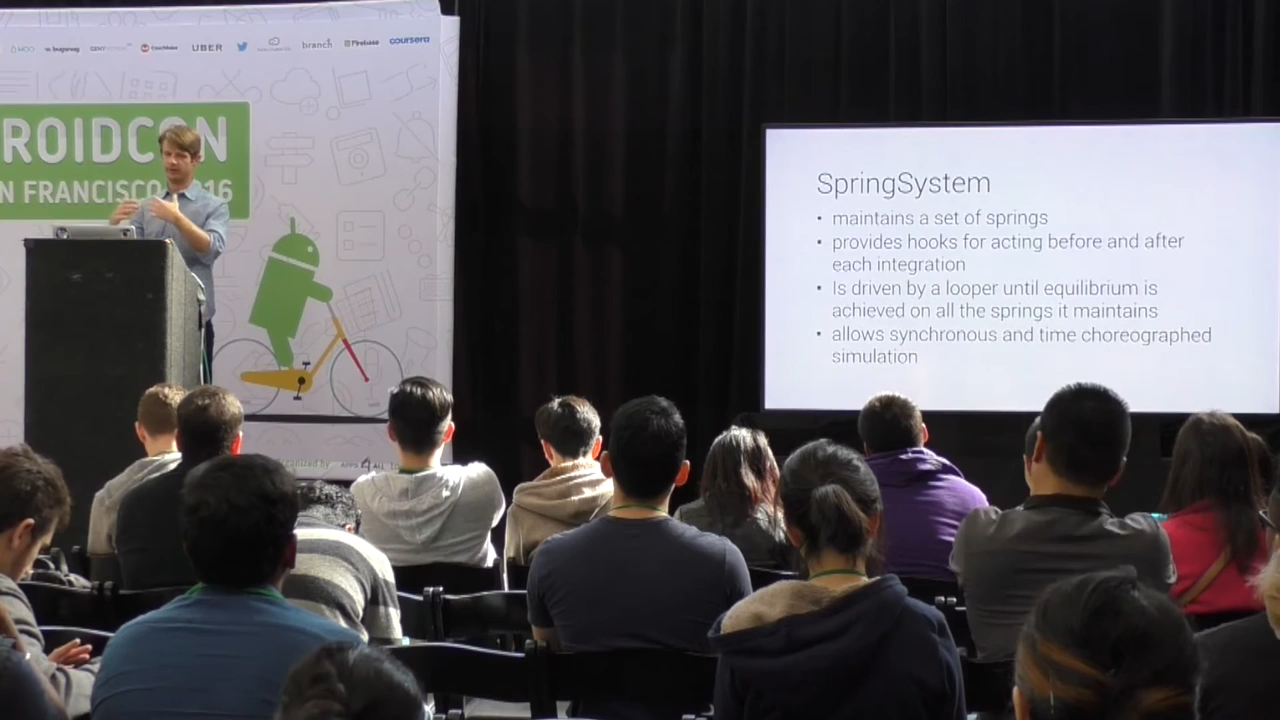 UBER
branch
Firebase
coursera
ROIDCON
N FRANCISCO 016
SpringSystem
• maintains a set of springs
• provides hooks for acting before and after
each integration
• Is driven by a looper until equilibrium is
achieved on all the springs it maintains
• allows synchronous and time choreographed
simulation